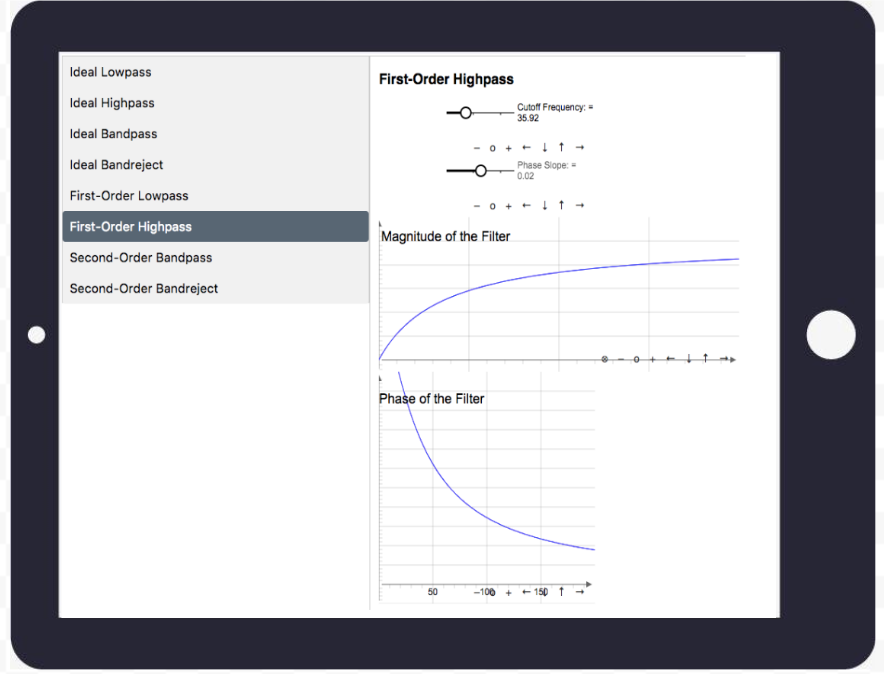 Ideal Lowpass
Ideal Highpass
Ideal Bandpass
Ideal Bandreject
First-Order Lowpass
First-Order Highpass
Second-Order Bandpass
Second-Order Bandreject
First-Order Highpass
Cutoff Frequency: =
35.92
− o + ← ↓ ↑ →
Phase Slope: =
0.02
− o + ← ↓ ↑ →
Magnitude of the Filter
⊗ − o + ← ↓ ↑ →
Phase of the Filter
50 −100 + ← 150 ↑ →